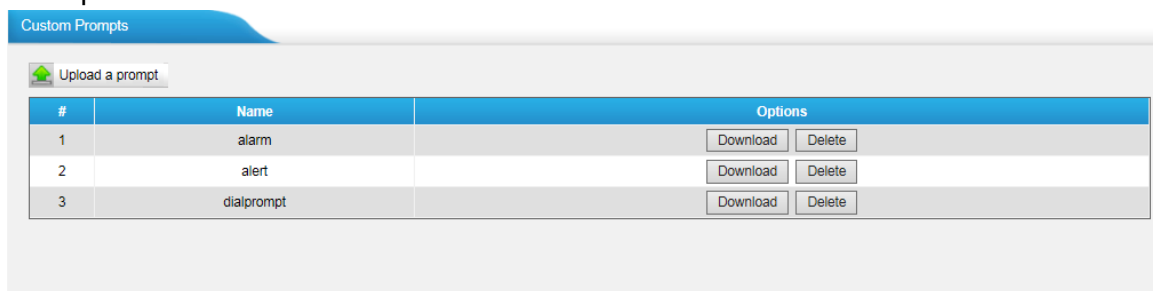 Custom Prompts
Upload a prompt
# Name Options
1 alarm Download Delete
2 alert Download Delete
3 dialprompt Download Delete